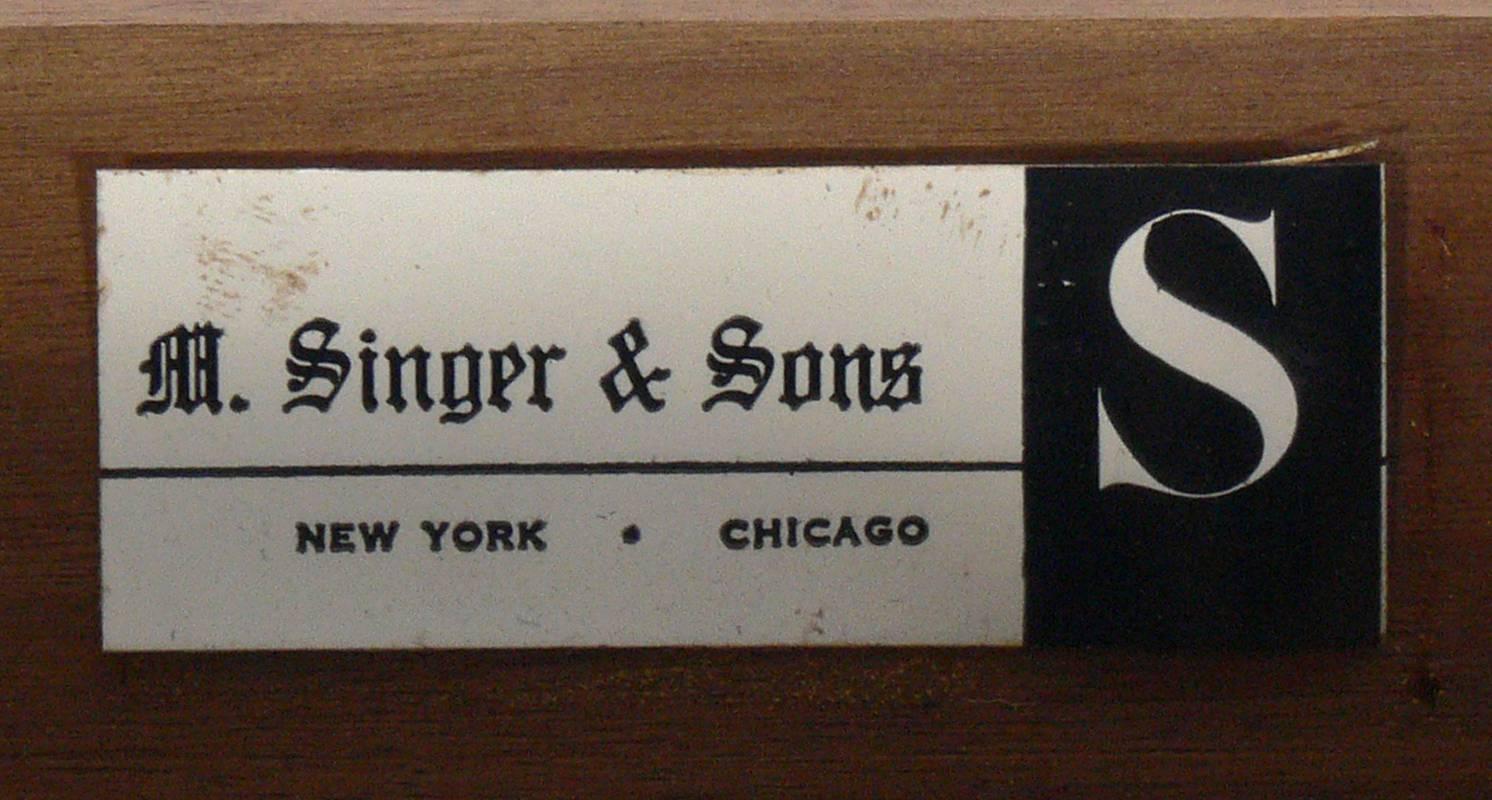 M. Singer & Sons
NEW YORK • CHICAGO
S